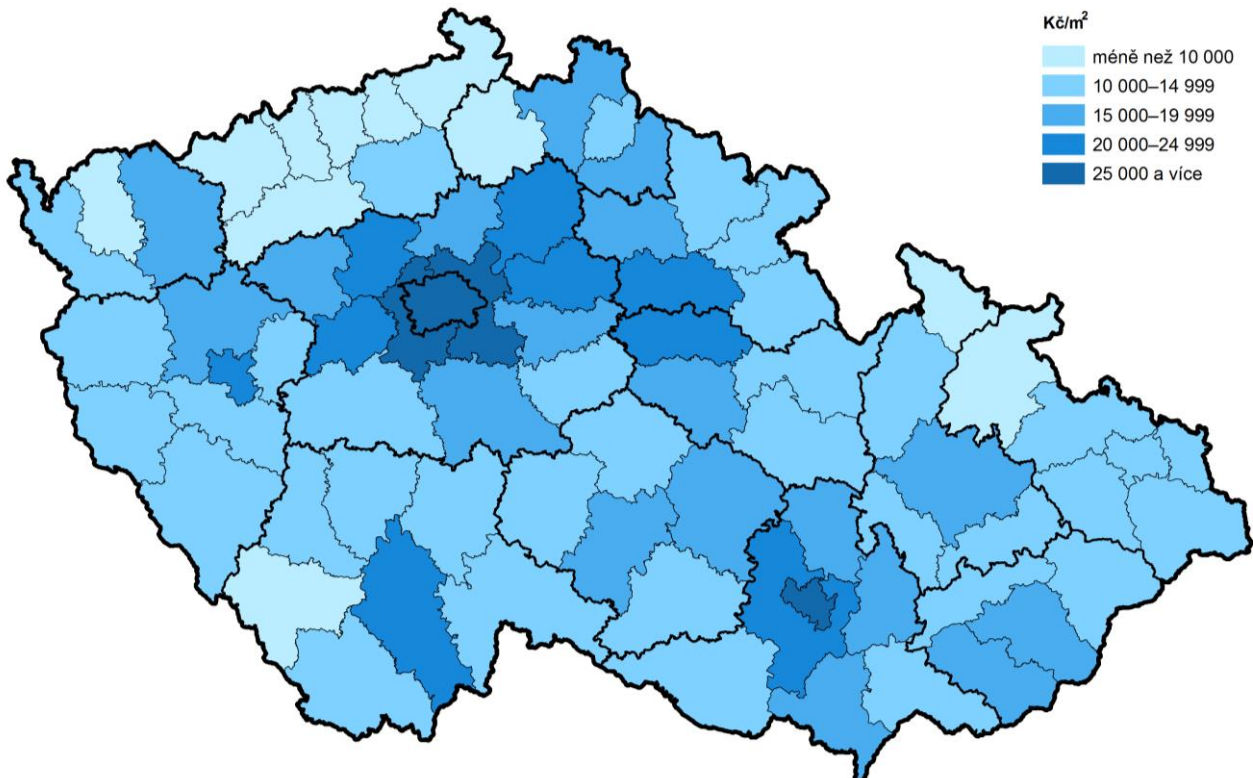 Kč/m²
méně než 10 000
10 000–14 999
15 000–19 999
20 000–24 999
25 000 a více